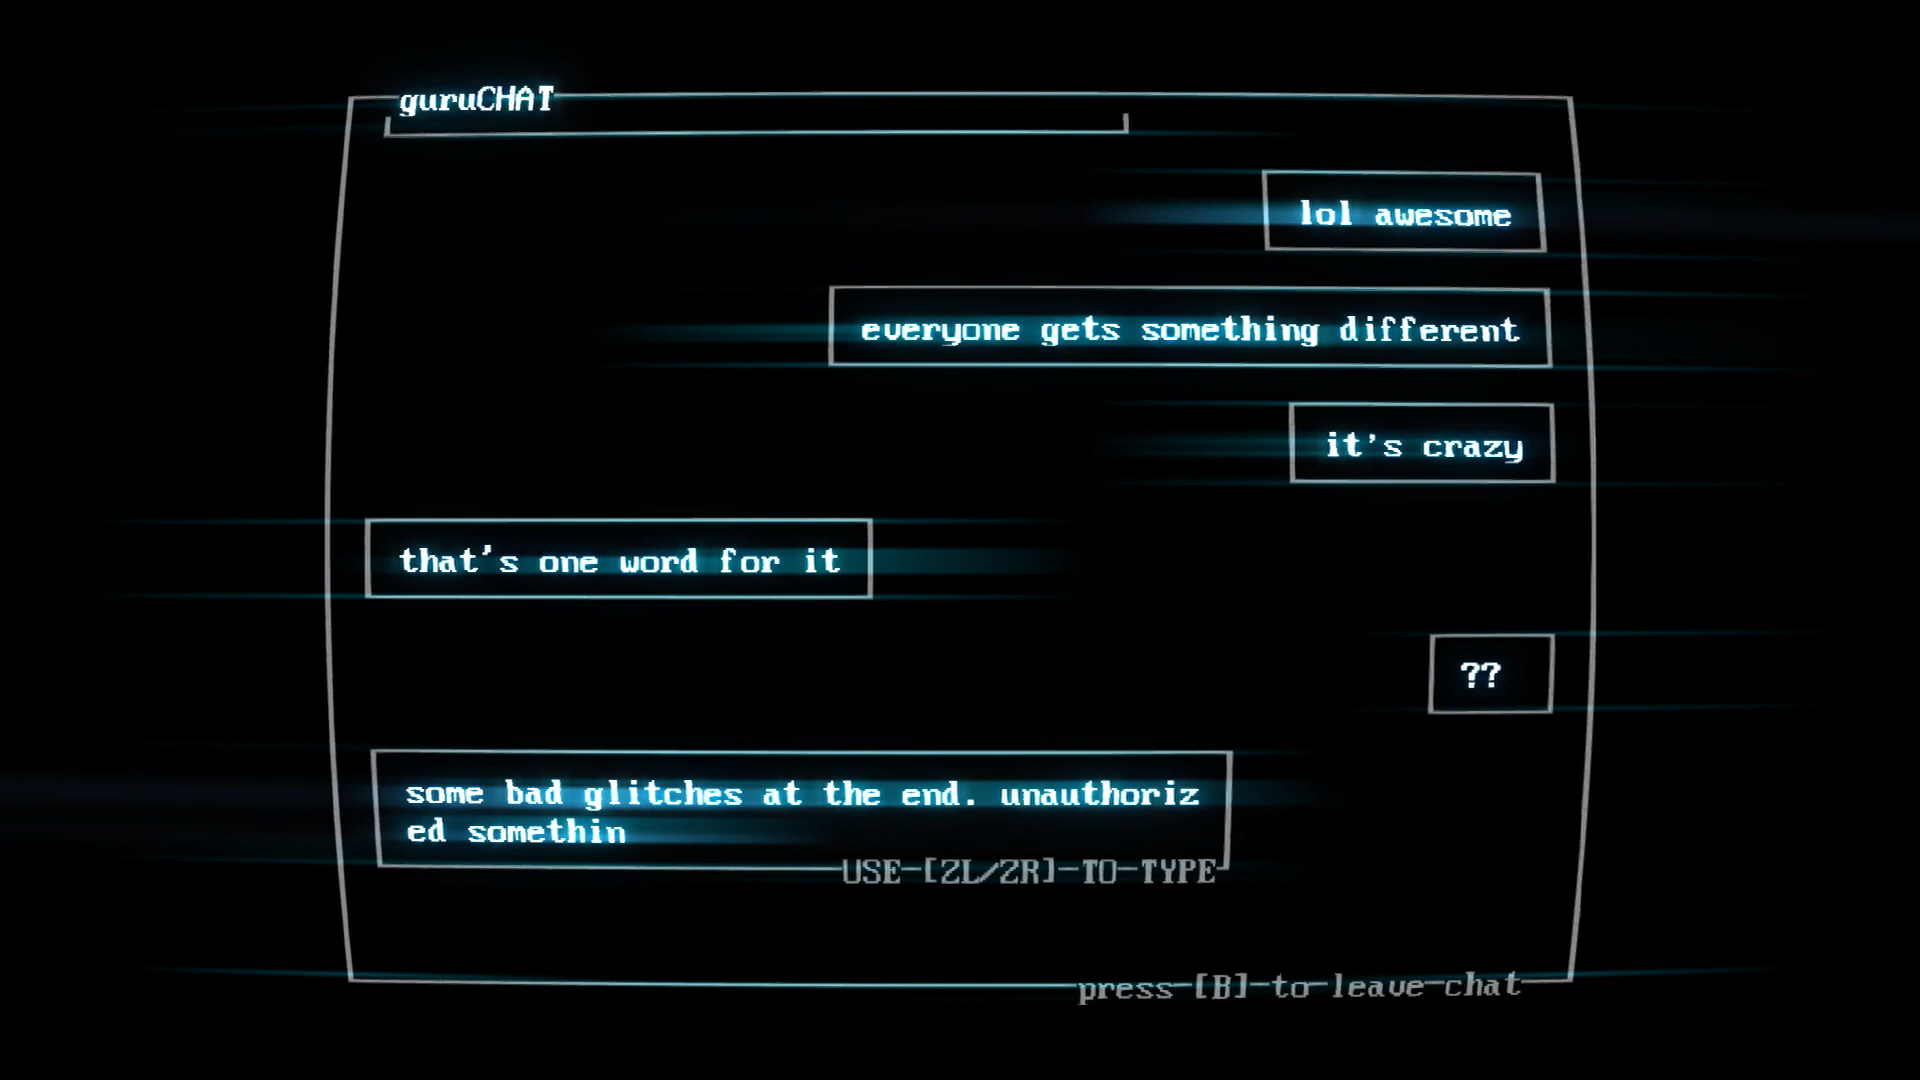 guruCHAT
lol awesome
everyone gets something different
it's crazy
that's one word for it
??
some bad glitches at the end. unauthoriz
ed somethin
USE-[ZL/ZR]-TO-TYPE
press-[B]-to-leave-chat